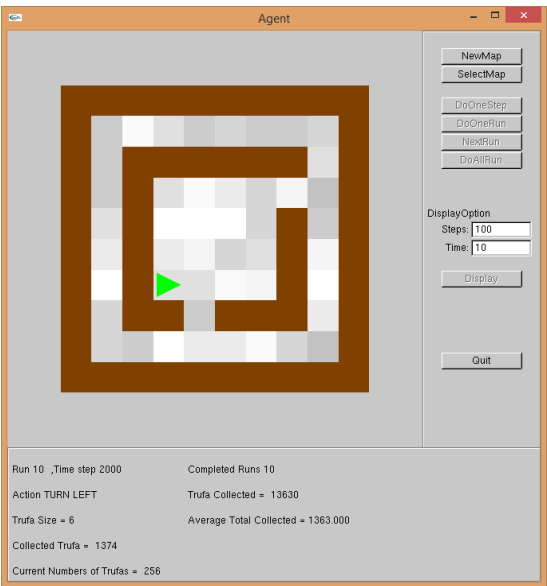 Agent
NewMap
SelectMap
DoOneStep
DoOneRun
NextRun
DoAllRun
DisplayOption
Steps: 100
Time: 10
Display
Quit
Run 10 ,Time step 2000 Completed Runs 10
Action TURN LEFT Trufa Collected = 13630
Trufa Size = 6 Average Total Collected = 1363.000
Collected Trufa = 1374
Current Numbers of Trufas = 256